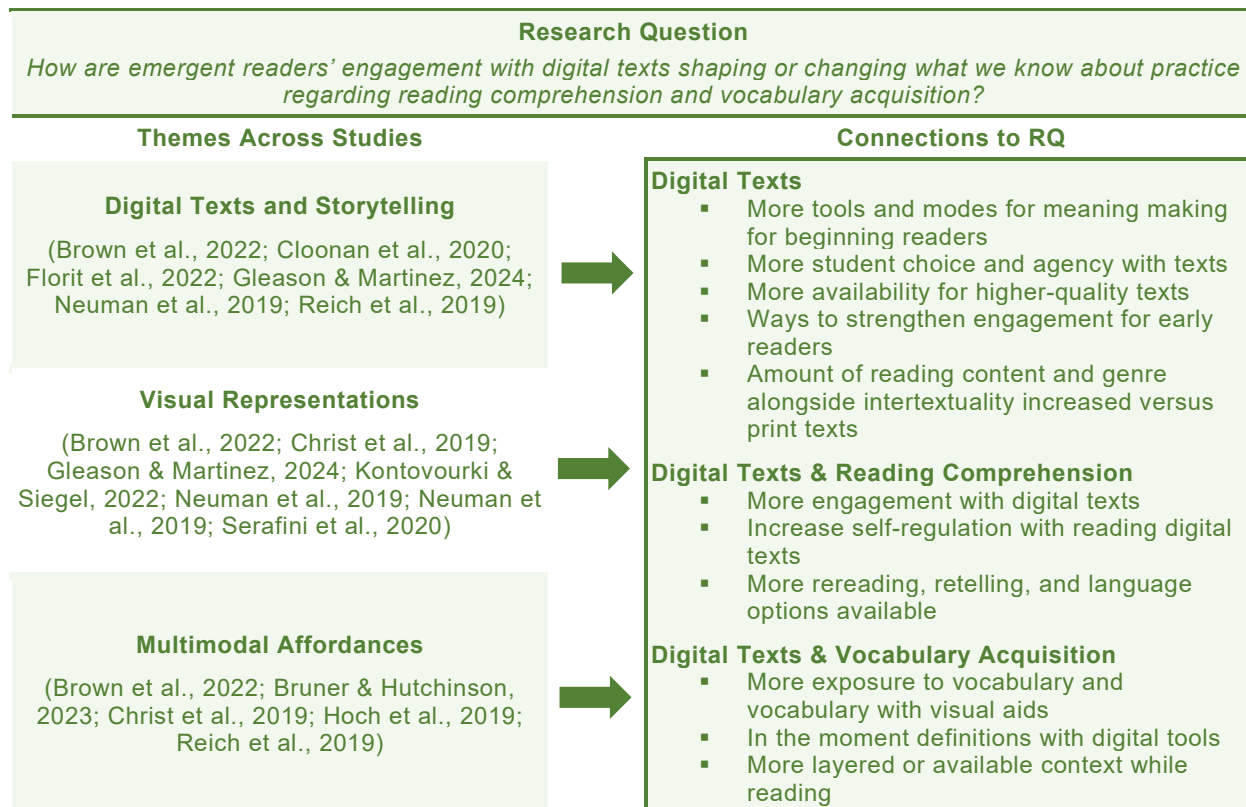 Research Question
How are emergent readers’ engagement with digital texts shaping or changing what we know about practice
regarding reading comprehension and vocabulary acquisition?
Themes Across Studies
Digital Texts and Storytelling
(Brown et al., 2022; Cloonan et al., 2020;
Florit et al., 2022; Gleason & Martinez, 2024;
Neuman et al., 2019; Reich et al., 2019)
Visual Representations
(Brown et al., 2022; Christ et al., 2019;
Gleason & Martinez, 2024; Kontovourki &
Siegel, 2022; Neuman et al., 2019; Neuman et
al., 2019; Serafini et al., 2020)
Multimodal Affordances
(Brown et al., 2022; Bruner & Hutchinson,
2023; Christ et al., 2019; Hoch et al., 2019;
Reich et al., 2019)
Connections to RQ
Digital Texts
▪ More tools and modes for meaning making
for beginning readers
▪ More student choice and agency with texts
▪ More availability for higher-quality texts
▪ Ways to strengthen engagement for early
readers
▪ Amount of reading content and genre
alongside intertextuality increased versus
print texts
Digital Texts & Reading Comprehension
▪ More engagement with digital texts
▪ Increase self-regulation with reading digital
texts
▪ More rereading, retelling, and language
options available
Digital Texts & Vocabulary Acquisition
▪ More exposure to vocabulary and
vocabulary with visual aids
▪ In the moment definitions with digital tools
▪ More layered or available context while
reading